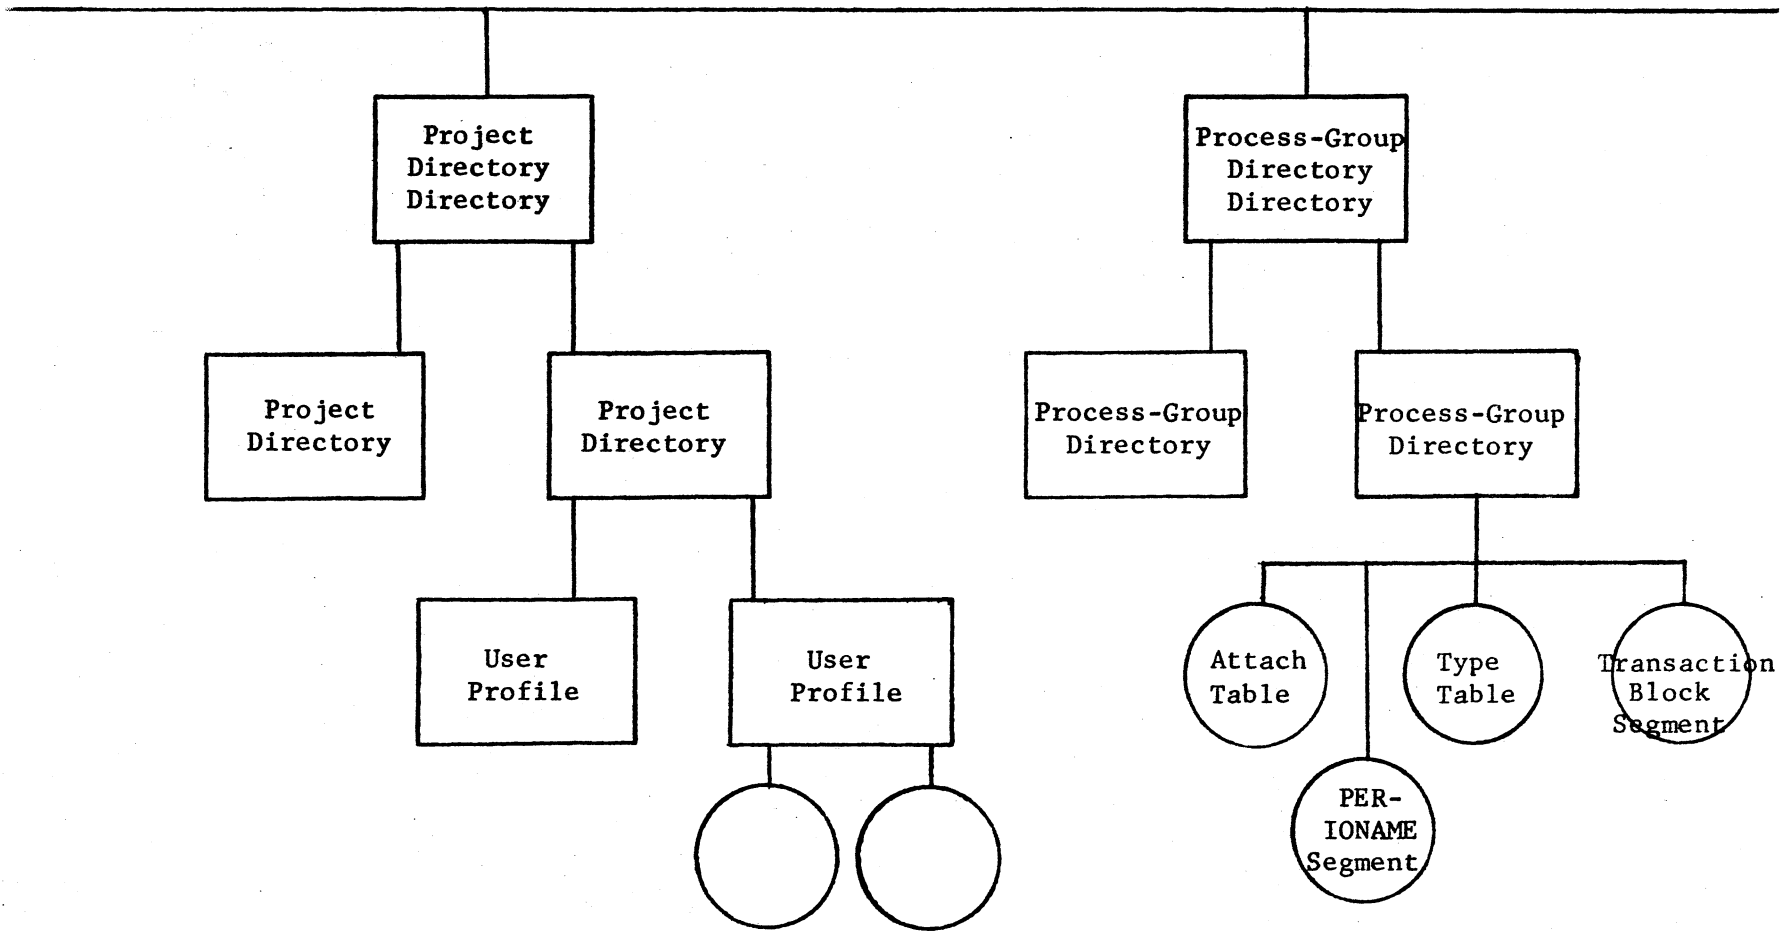 Project
Directory
Directory
Process-Group
Directory
Directory
Project
Directory
Project
Directory
Process-Group
Directory
Process-Group
Directory
User
Profile
User
Profile
Attach
Table
Type
Table
Transaction
Block
Segment
PER-
IONAME
Segment